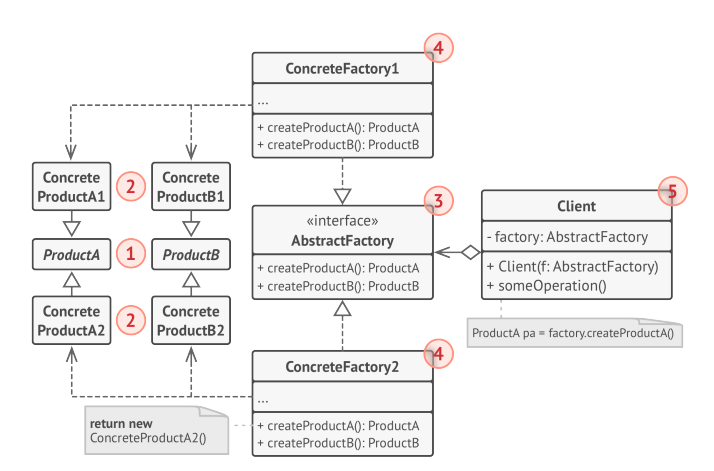 4
ConcreteFactory1
...
+ createProductA(): ProductA
+ createProductB(): ProductB
Concrete
ProductA1
2
Concrete
ProductB1
ProductA
1
ProductB
Concrete
ProductA2
2
Concrete
ProductB2
3
«interface»
AbstractFactory
+ createProductA(): ProductA
+ createProductB(): ProductB
5
Client
- factory: AbstractFactory
+ Client(f: AbstractFactory)
+ someOperation()
ProductA pa = factory.createProductA()
4
ConcreteFactory2
...
+ createProductA(): ProductA
+ createProductB(): ProductB
return new
ConcreteProductA2()